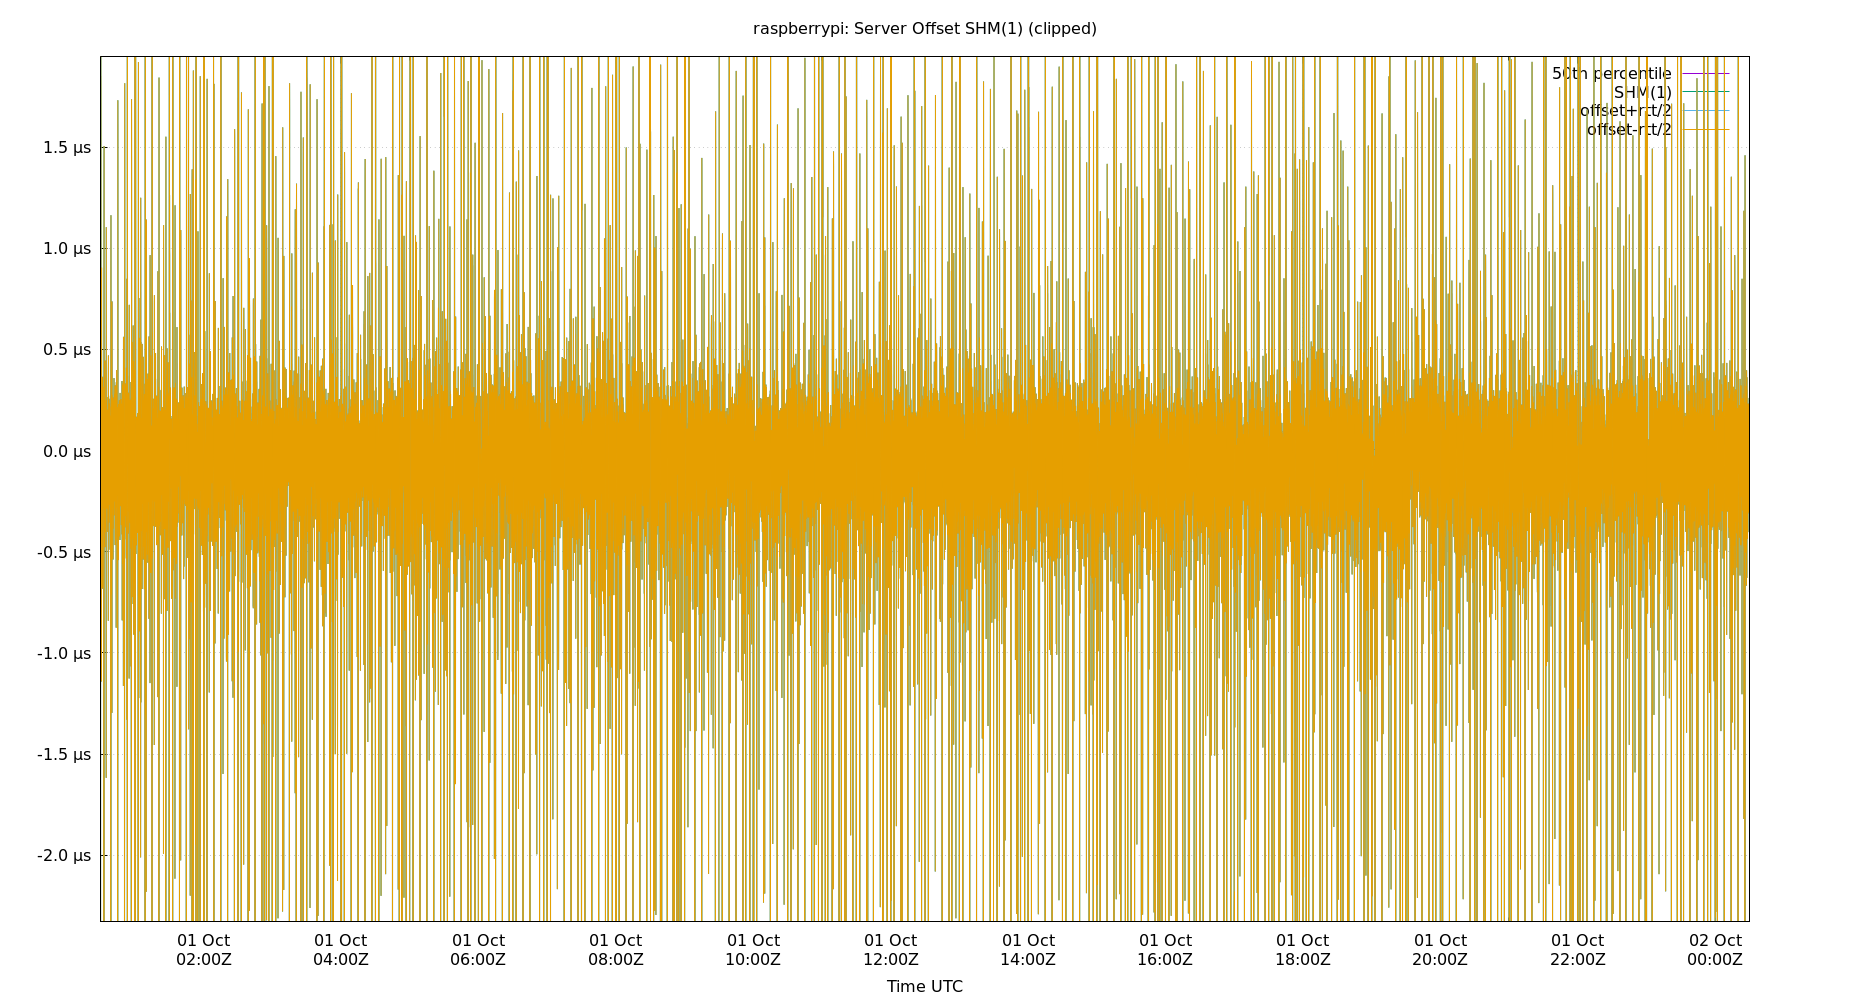 raspberrypi: Server Offset SHM(1) (clipped)
50th percentile
SHM(1)
offset+rtt/2
offset-rtt/2
1.5 µs
1.0 µs
0.5 µs
0.0 µs
-0.5 µs
-1.0 µs
-1.5 µs
-2.0 µs
01 Oct 01 Oct 01 Oct 01 Oct 01 Oct 01 Oct 01 Oct 01 Oct 01 Oct 01 Oct 01 Oct 02 Oct
02:00Z 04:00Z 06:00Z 08:00Z 10:00Z 12:00Z 14:00Z 16:00Z 18:00Z 20:00Z 22:00Z 00:00Z
Time UTC